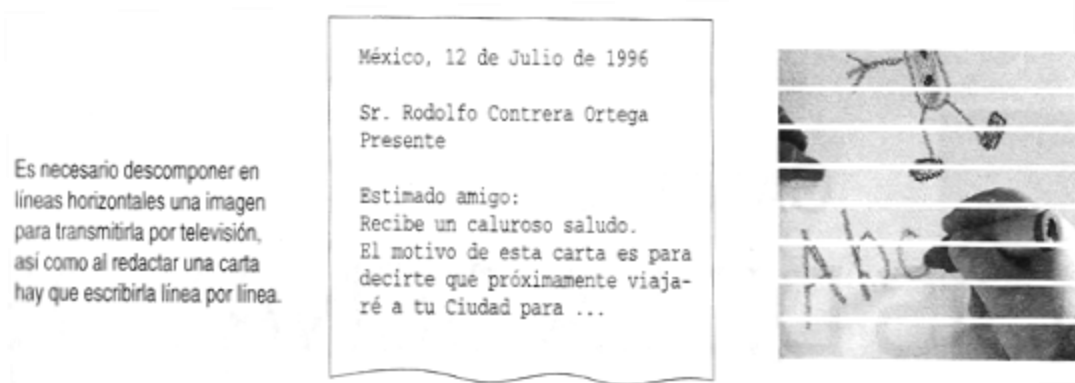 Es necesario descomponer en
líneas horizontales una imagen
para transmitirla por televisión,
así como al redactar una carta
hay que escribirla línea por línea.
México, 12 de Julio de 1996
Sr. Rodolfo Contrera Ortega
Presente
Estimado amigo:
Recibe un caluroso saludo.
El motivo de esta carta es para
decirte que próximamente viaja-
ré a tu Ciudad para ...
Abc